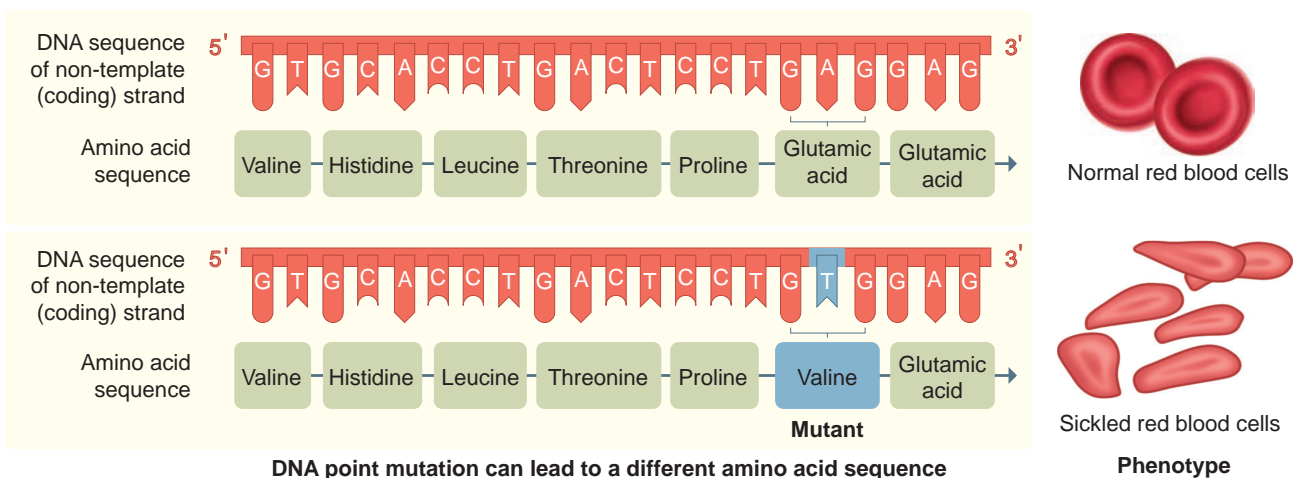 DNA sequence
of non-template
(coding) strand
5' G T G C A C C T G A C T C C T G A G G A G 3'
Amino acid
sequence
Valine Histidine Leucine Threonine Proline Glutamic acid Glutamic acid
Normal red blood cells
DNA sequence
of non-template
(coding) strand
5' G T G C A C C T G A C T C C T G T G G A G 3'
Amino acid
sequence
Valine Histidine Leucine Threonine Proline Valine Glutamic acid
Mutant
Sickled red blood cells
DNA point mutation can lead to a different amino acid sequence
Phenotype